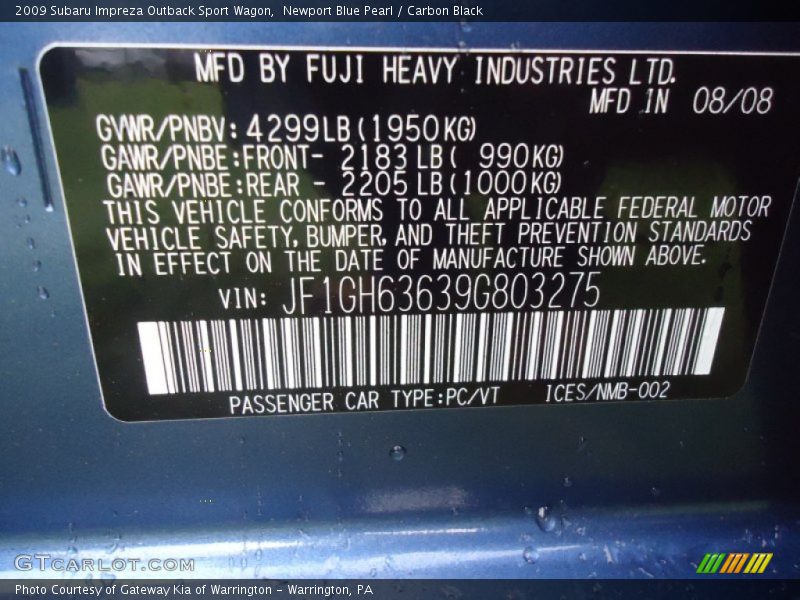 2009 Subaru Impreza Outback Sport Wagon,  Newport Blue Pearl / Carbon Black
MFD BY FUJI HEAVY INDUSTRIES LTD.
MFD IN 08/08
GVWR/PNBV: 4299LB (1950KG)
GAWR/PNBE:FRONT- 2183 LB( 990KG)
GAWR/PNBE:REAR - 2205 LB(1000KG)
THIS VEHICLE CONFORMS TO ALL APPLICABLE FEDERAL MOTOR
VEHICLE SAFETY, BUMPER, AND THEFT PREVENTION STANDARDS
IN EFFECT ON THE DATE OF MANUFACTURE SHOWN ABOVE.
VIN: JF1GH63639G803275
PASSENGER CAR TYPE:PC/VT ICES/NMB-002
GTCARLOT.COM
Photo Courtesy of Gateway Kia of Warrington - Warrington, PA